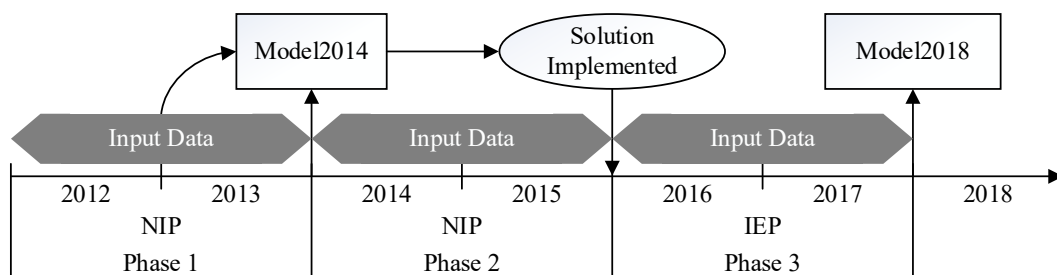 Model2014
Solution
Implemented
Model2018
Input Data
Input Data
Input Data
2012
2013
2014
2015
2016
2017
2018
NIP
NIP
IEP
Phase 1
Phase 2
Phase 3